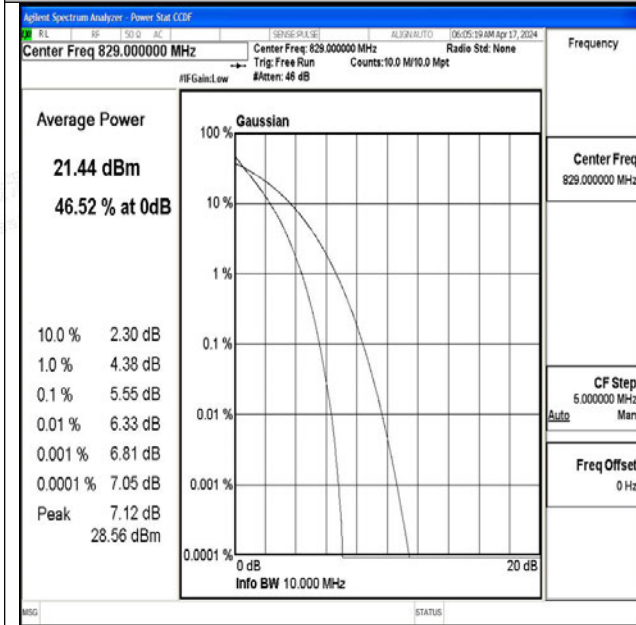 Agilent Spectrum Analyzer - Power Stat CCDF
RL RF 50 Ω AC SENSE:PULSE ALIGNAUTO 06:05:19 AM Apr 17, 2024
Center Freq 829.000000 MHz
Center Freq: 829.000000 MHz Radio Std: None
Trig: Free Run Counts:10.0 M/10.0 Mpt
#IFGain:Low #Atten: 46 dB
Frequency
Average Power
21.44 dBm
46.52 % at 0dB
10.0 % 2.30 dB
1.0 % 4.38 dB
0.1 % 5.55 dB
0.01 % 6.33 dB
0.001 % 6.81 dB
0.0001 % 7.05 dB
Peak 7.12 dB
28.56 dBm
Gaussian
100 %
10 %
1 %
0.1 %
0.01 %
0.001 %
0.0001 %
0 dB 20 dB
Info BW 10.000 MHz
Center Freq
829.000000 MHz
CF Step
5.000000 MHz
Auto Man
Freq Offset
0 Hz
MSG STATUS